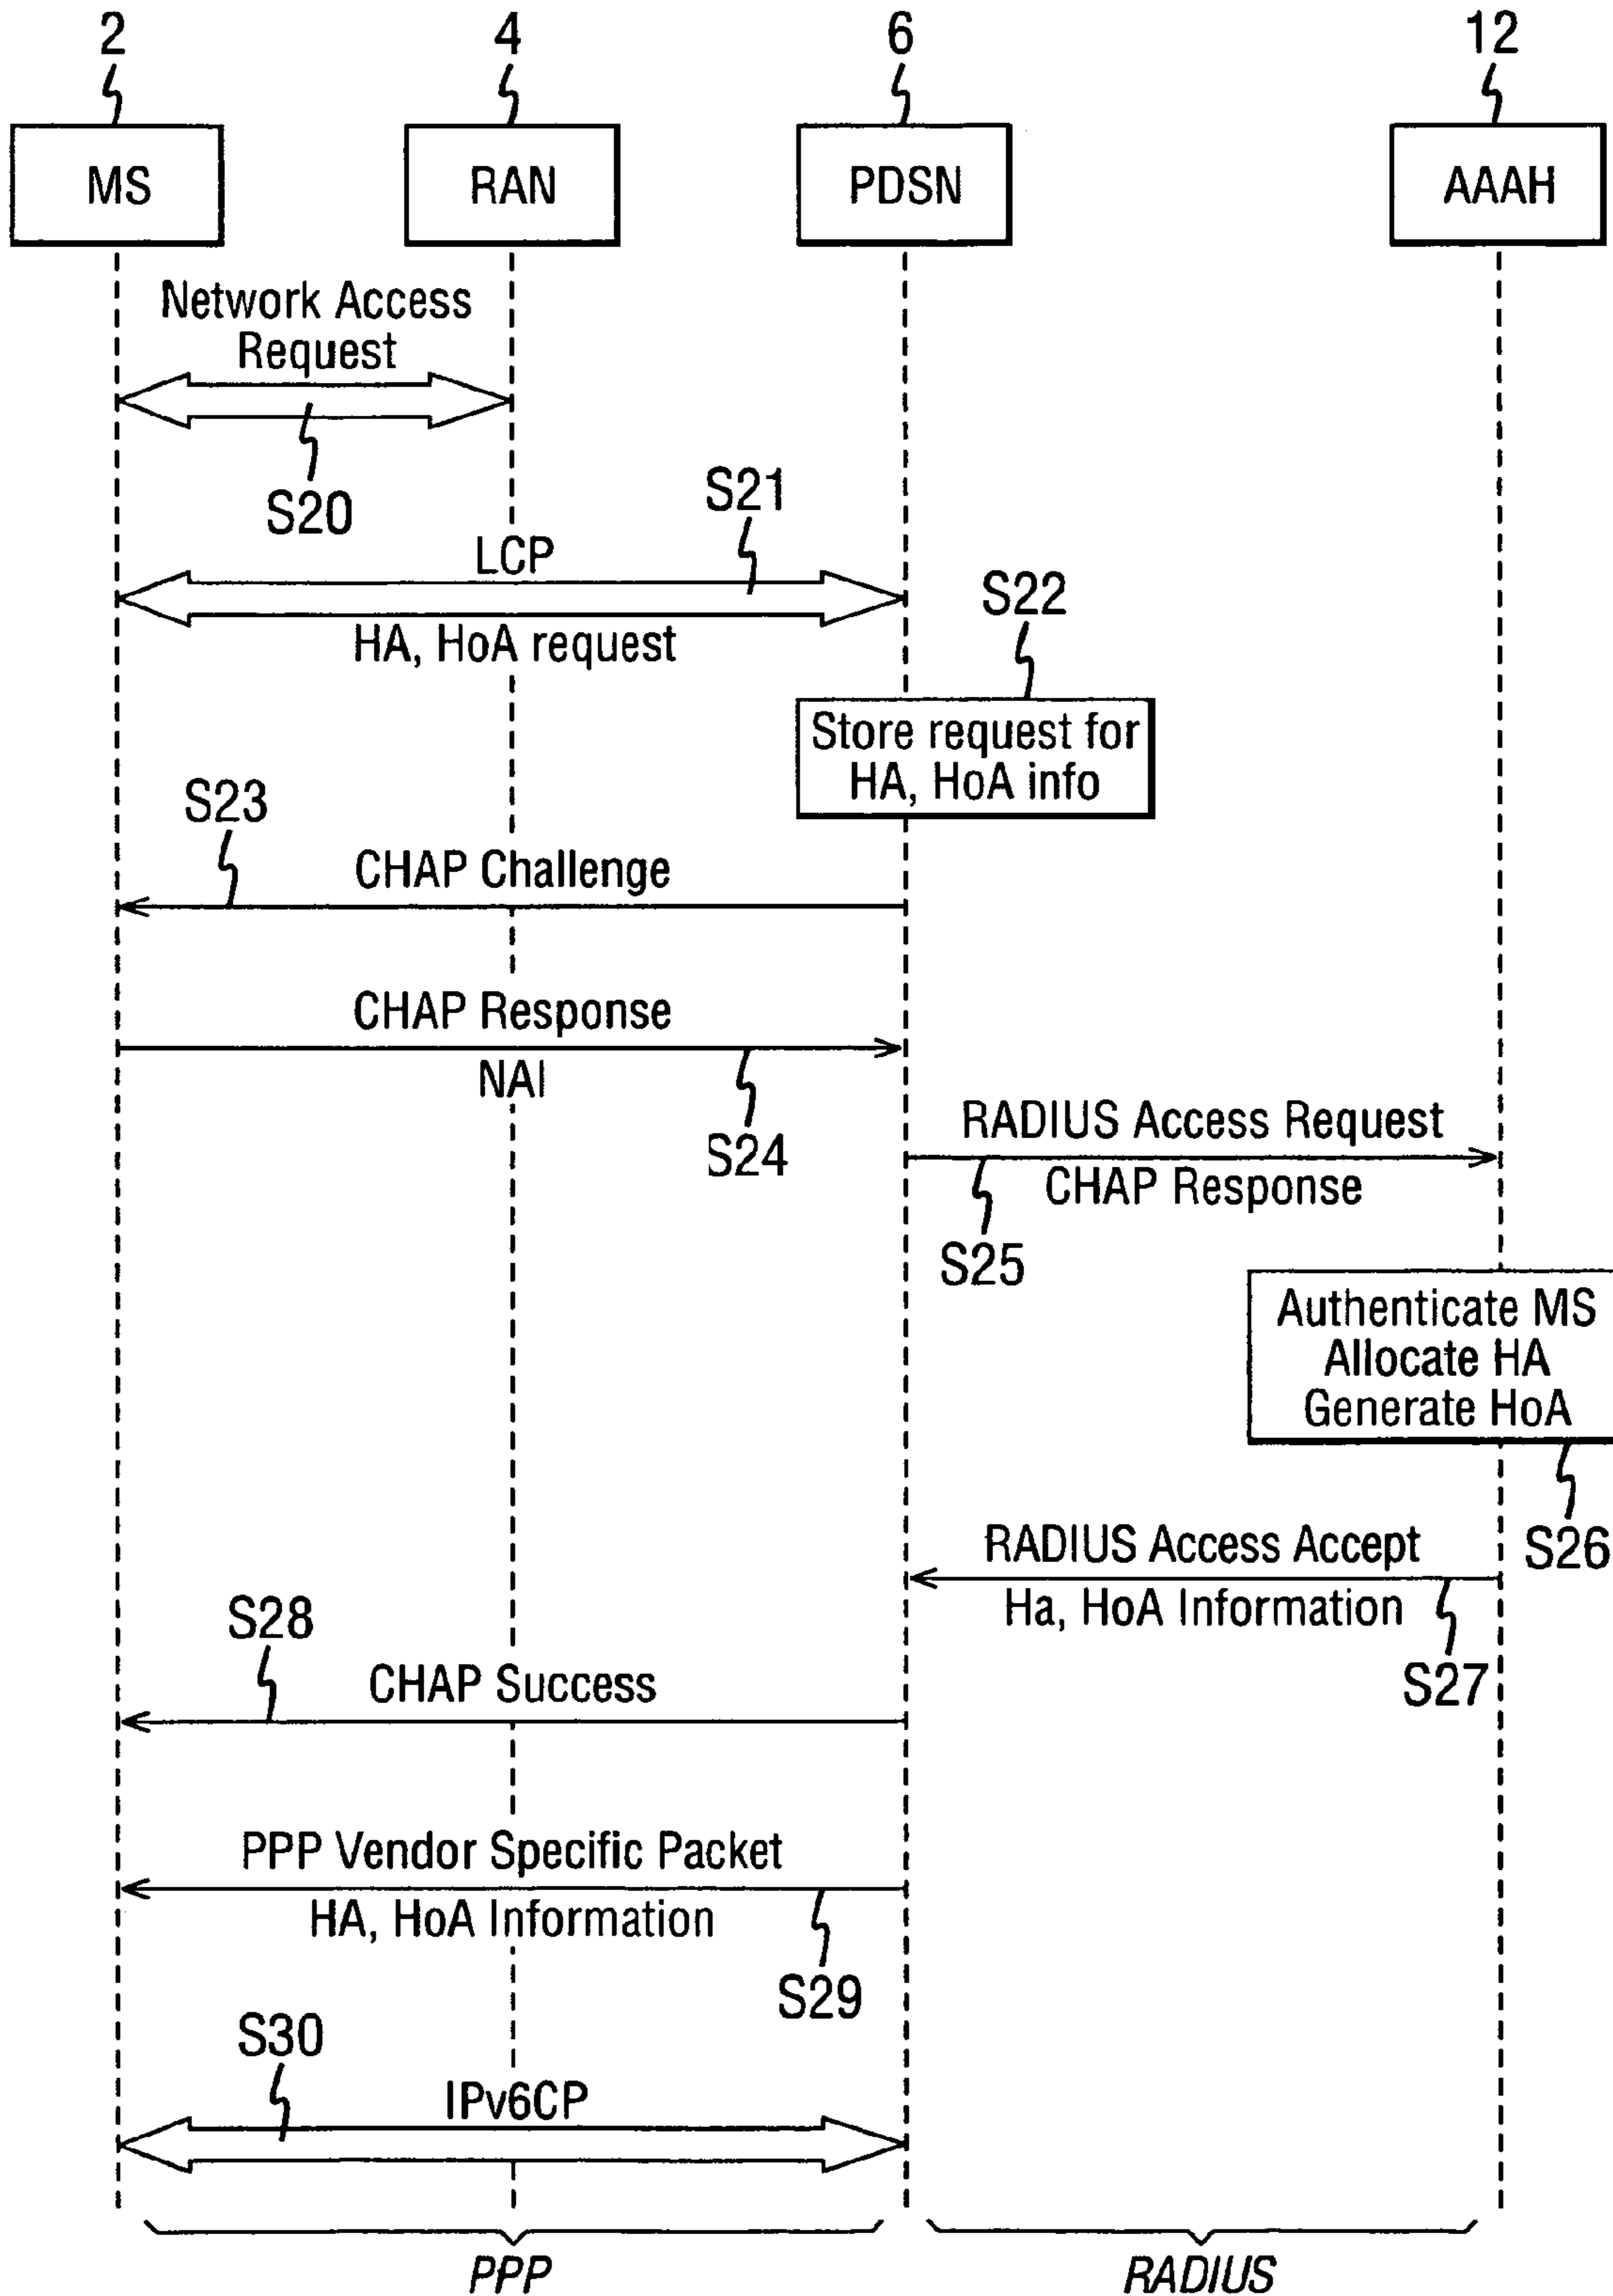 2
4
6
12
MS
RAN
PDSN
AAAH
Network Access
Request
S20
S21
LCP
HA, HoA request
S22
Store request for
HA, HoA info
S23
CHAP Challenge
CHAP Response
NAI
S24
RADIUS Access Request
CHAP Response
S25
Authenticate MS
Allocate HA
Generate HoA
S26
RADIUS Access Accept
Ha, HoA Information
S27
S28
CHAP Success
PPP Vendor Specific Packet
HA, HoA Information
S29
S30
IPv6CP
PPP
RADIUS